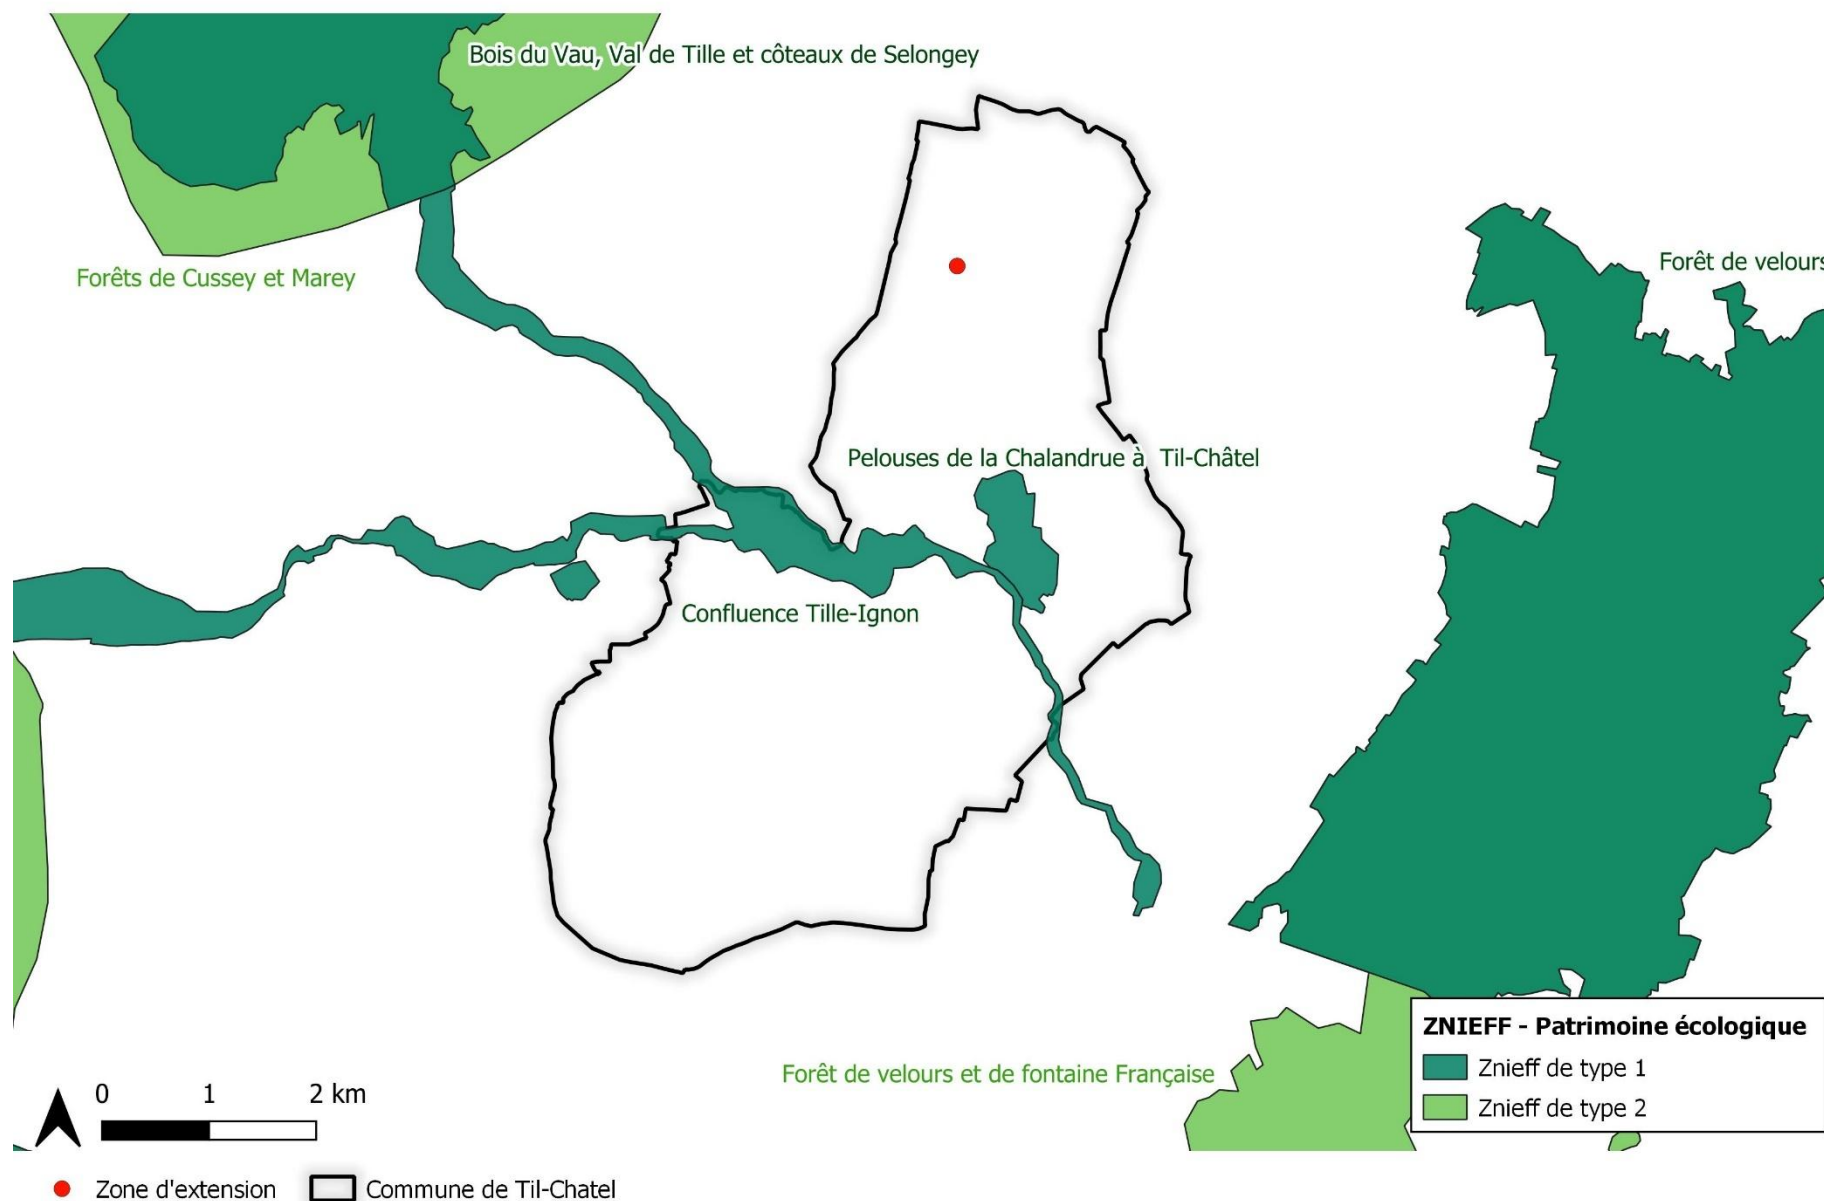 Bois du Vau, Val de Tille et côteaux de Selongey
Forêt de velours
Forêts de Cussey et Marey
Pelouses de la Chalandrue à Til-Châtel
Confluence Tille-Ignon
Forêt de velours et de fontaine Française
ZNIEFF - Patrimoine écologique
Znieff de type 1
Znieff de type 2
0 1 2 km
Zone d'extension
Commune de Til-Chatel